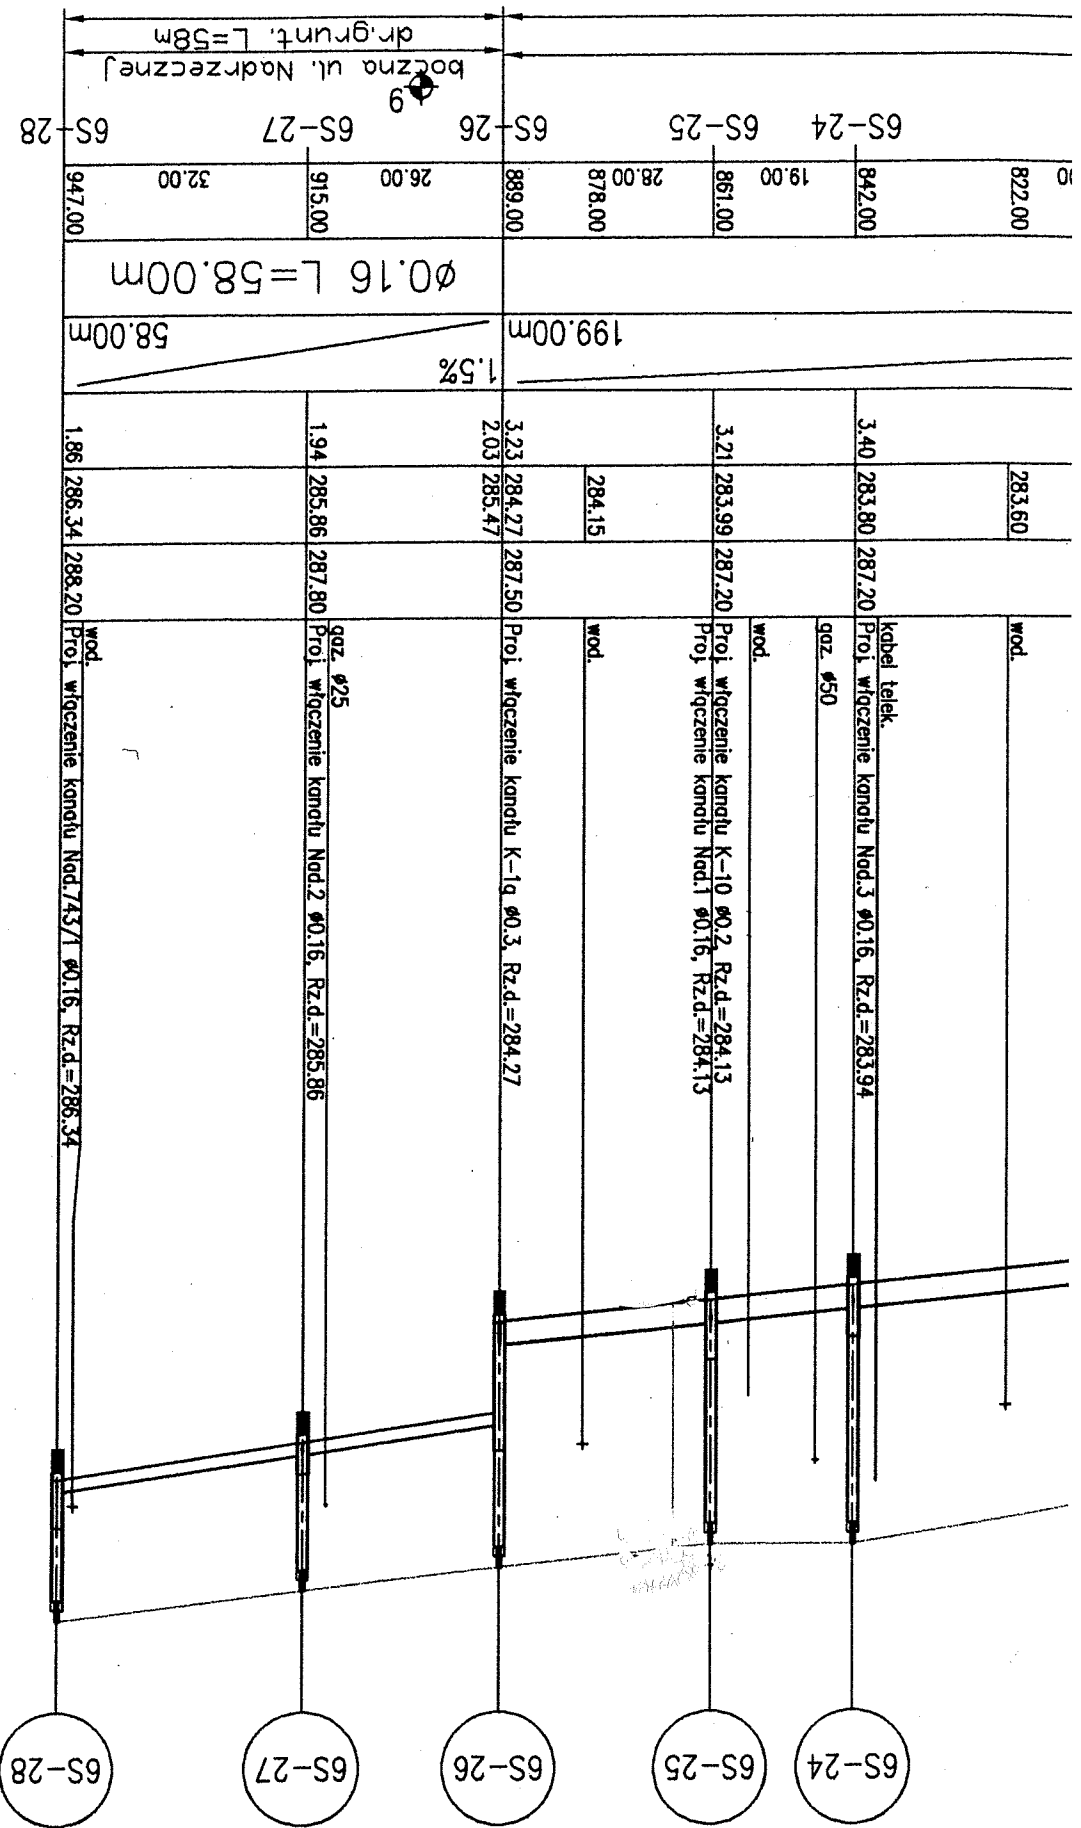 6S-24
6S-25
6S-26
6S-27
6S-28
wod.
kabel telek.
Proj. włączenie kanału Nad.3 ø0.16, Rz.d.=283.94
gaz. ø50
wod.
Proj. włączenie kanału K-10 ø0.2, Rz.d.=284.13
Proj. włączenie kanału Nad.1 ø0.16, Rz.d.=284.13
wod.
Proj. włączenie kanału K-1a ø0.3, Rz.d.=284.27
gaz. ø25
Proj. włączenie kanału Nad.2 ø0.16, Rz.d.=285.86
wod.
Proj. włączenie kanału Nad.743/1 ø0.16, Rz.d.=286.34
287.20
287.20
287.50
287.80
288.20
283.60
283.80
283.99
284.15
284.27
285.47
285.86
286.34
3.40
3.21
3.23
2.03
1.94
1.86
199.00m
1.5%
58.00m
ø0.16 L=58.00m
822.00
842.00
19.00
861.00
28.00
878.00
889.00
26.00
915.00
32.00
947.00
6S-24
6S-25
6S-26
6S-27
6S-28
9
boczna ul. Nadrzecznej
dr.grunt. L=58m